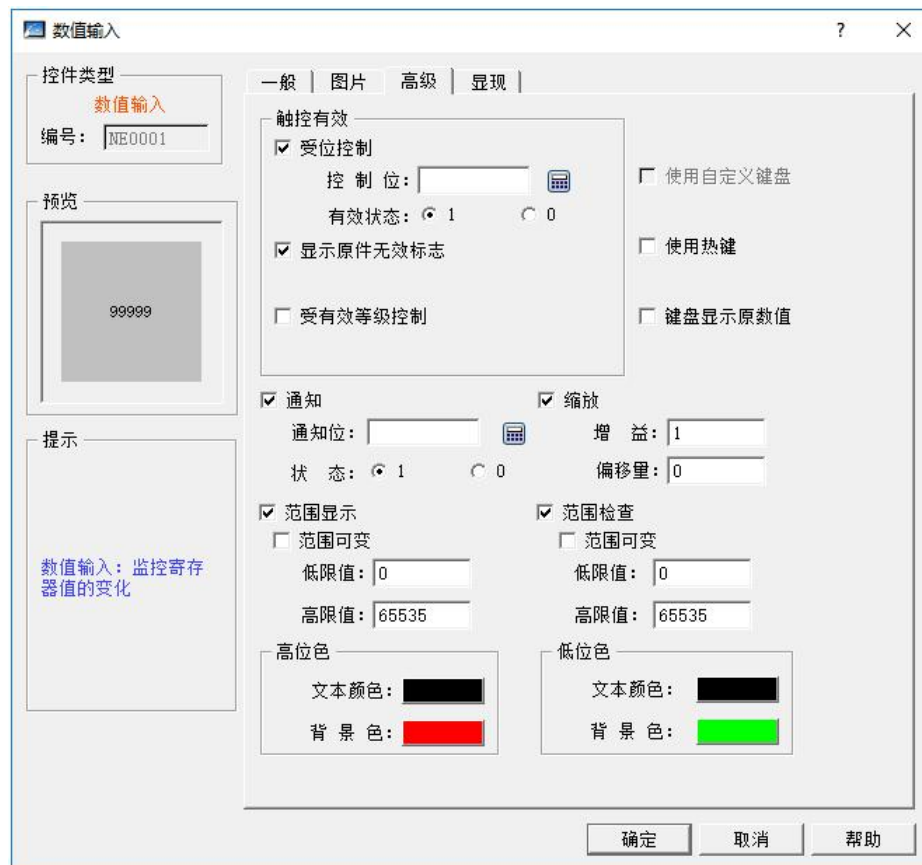 数值输入
?
×
控件类型
数值输入
编号: NE0001
预览
99999
提示
数值输入: 监控寄存
器值的变化
一般 图片 高级 显现
触控有效
受位控制
控 制 位:
有效状态: 1 0
显示原件无效标志
受有效等级控制
使用自定义键盘
使用热键
键盘显示原数值
通知
通知位:
状 态: 1 0
缩放
增 益: 1
偏移量: 0
范围显示
范围可变
低限值: 0
高限值: 65535
范围检查
范围可变
低限值: 0
高限值: 65535
高位色
文本颜色:
背 景 色:
低位色
文本颜色:
背 景 色:
确定 取消 帮助